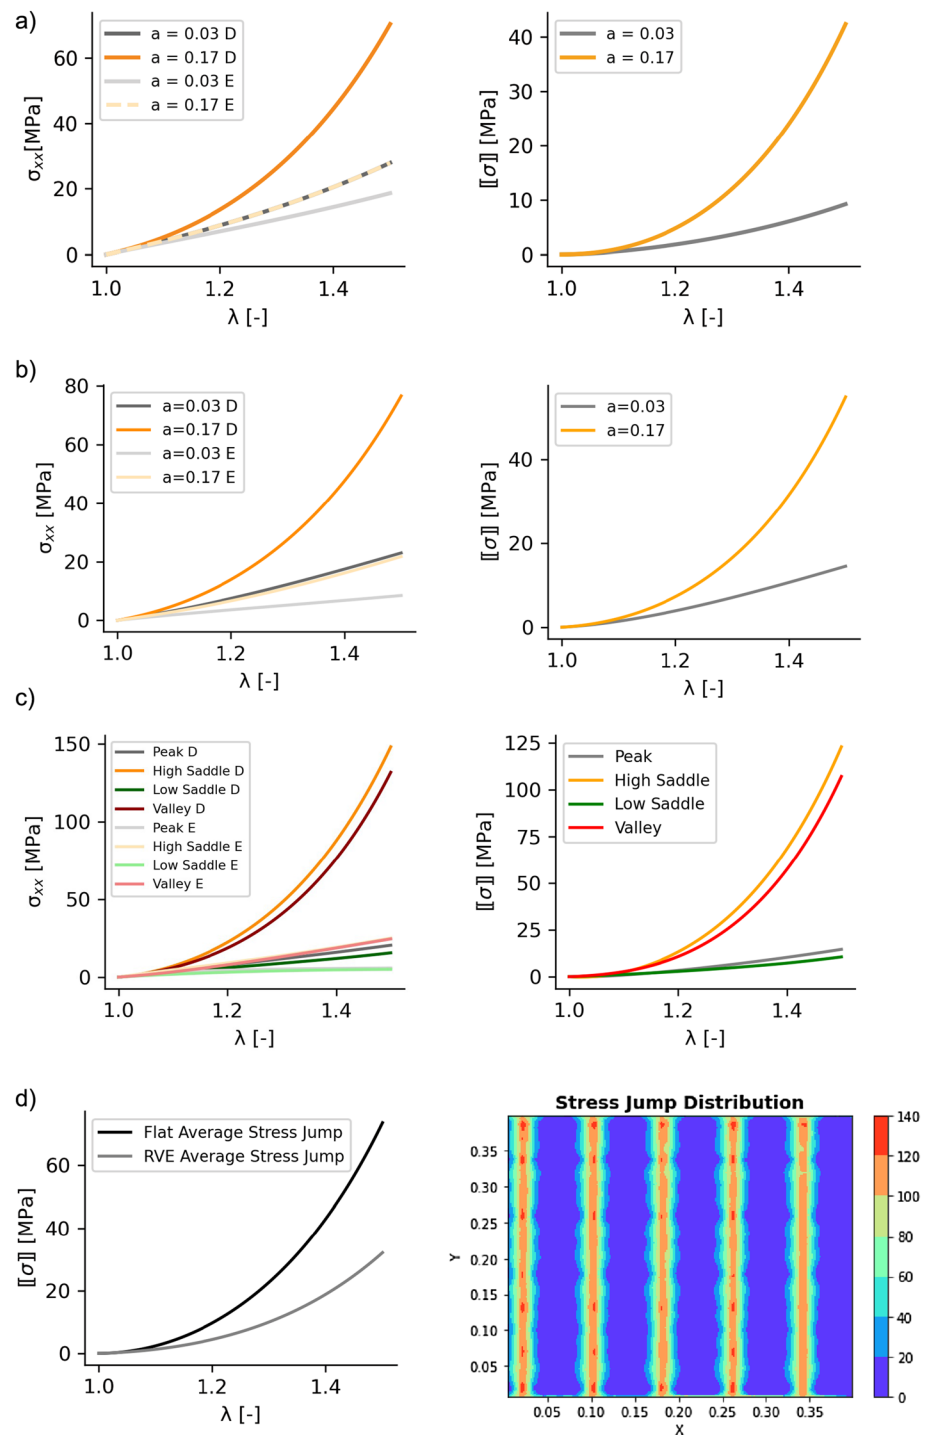 a)
a = 0.03 D
a = 0.17 D
a = 0.03 E
a = 0.17 E
σxx[MPa]
60
40
20
0
1.0
1.2
1.4
λ [-]
a = 0.03
a = 0.17
[[σ]] [MPa]
40
30
20
10
0
1.0
1.2
1.4
λ [-]
b)
a=0.03 D
a=0.17 D
a=0.03 E
a=0.17 E
σxx [MPa]
80
60
40
20
0
1.0
1.2
1.4
λ [-]
a=0.03
a=0.17
[[σ]] [MPa]
40
20
0
1.0
1.2
1.4
λ [-]
c)
Peak D
High Saddle D
Low Saddle D
Valley D
Peak E
High Saddle E
Low Saddle E
Valley E
σxx [MPa]
150
100
50
0
1.0
1.2
1.4
λ [-]
Peak
High Saddle
Low Saddle
Valley
[[σ]] [MPa]
125
100
75
50
25
0
1.0
1.2
1.4
λ [-]
d)
Flat Average Stress Jump
RVE Average Stress Jump
[[σ]] [MPa]
60
40
20
0
1.0
1.2
1.4
λ [-]
Stress Jump Distribution
Y
0.35
0.30
0.25
0.20
0.15
0.10
0.05
0.05
0.10
0.15
0.20
0.25
0.30
0.35
X
140
120
100
80
60
40
20
0